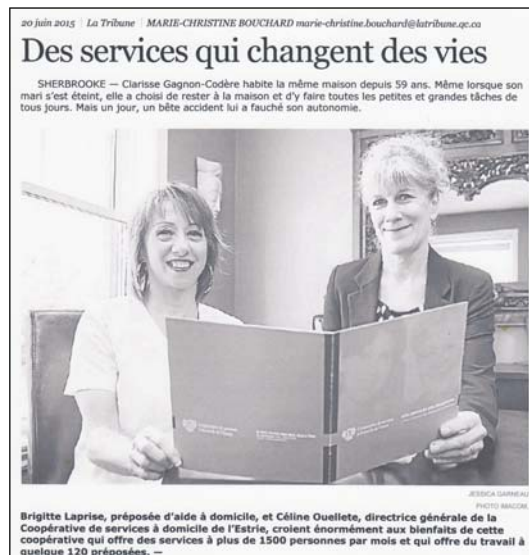 20 juin 2015 | La Tribune | MARIE-CHRISTINE BOUCHARD marie-christine.bouchard@latribune.qc.ca
Des services qui changent des vies
SHERBROOKE — Clarisse Gagnon-Codère habite la même maison depuis 59 ans. Même lorsque son
mari s'est éteint, elle a choisi de rester à la maison et d'y faire toutes les petites et grandes tâches de
tous jours. Mais un jour, un bête accident lui a fauché son autonomie.
JESSICA GARNEAU
PHOTO IMACOM,
Brigitte Laprise, préposée d'aide à domicile, et Céline Ouellete, directrice générale de la
Coopérative de services à domicile de l'Estrie, croient énormément aux bienfaits de cette
coopérative qui offre des services à plus de 1500 personnes par mois et qui offre du travail à
quelque 120 préposées. —